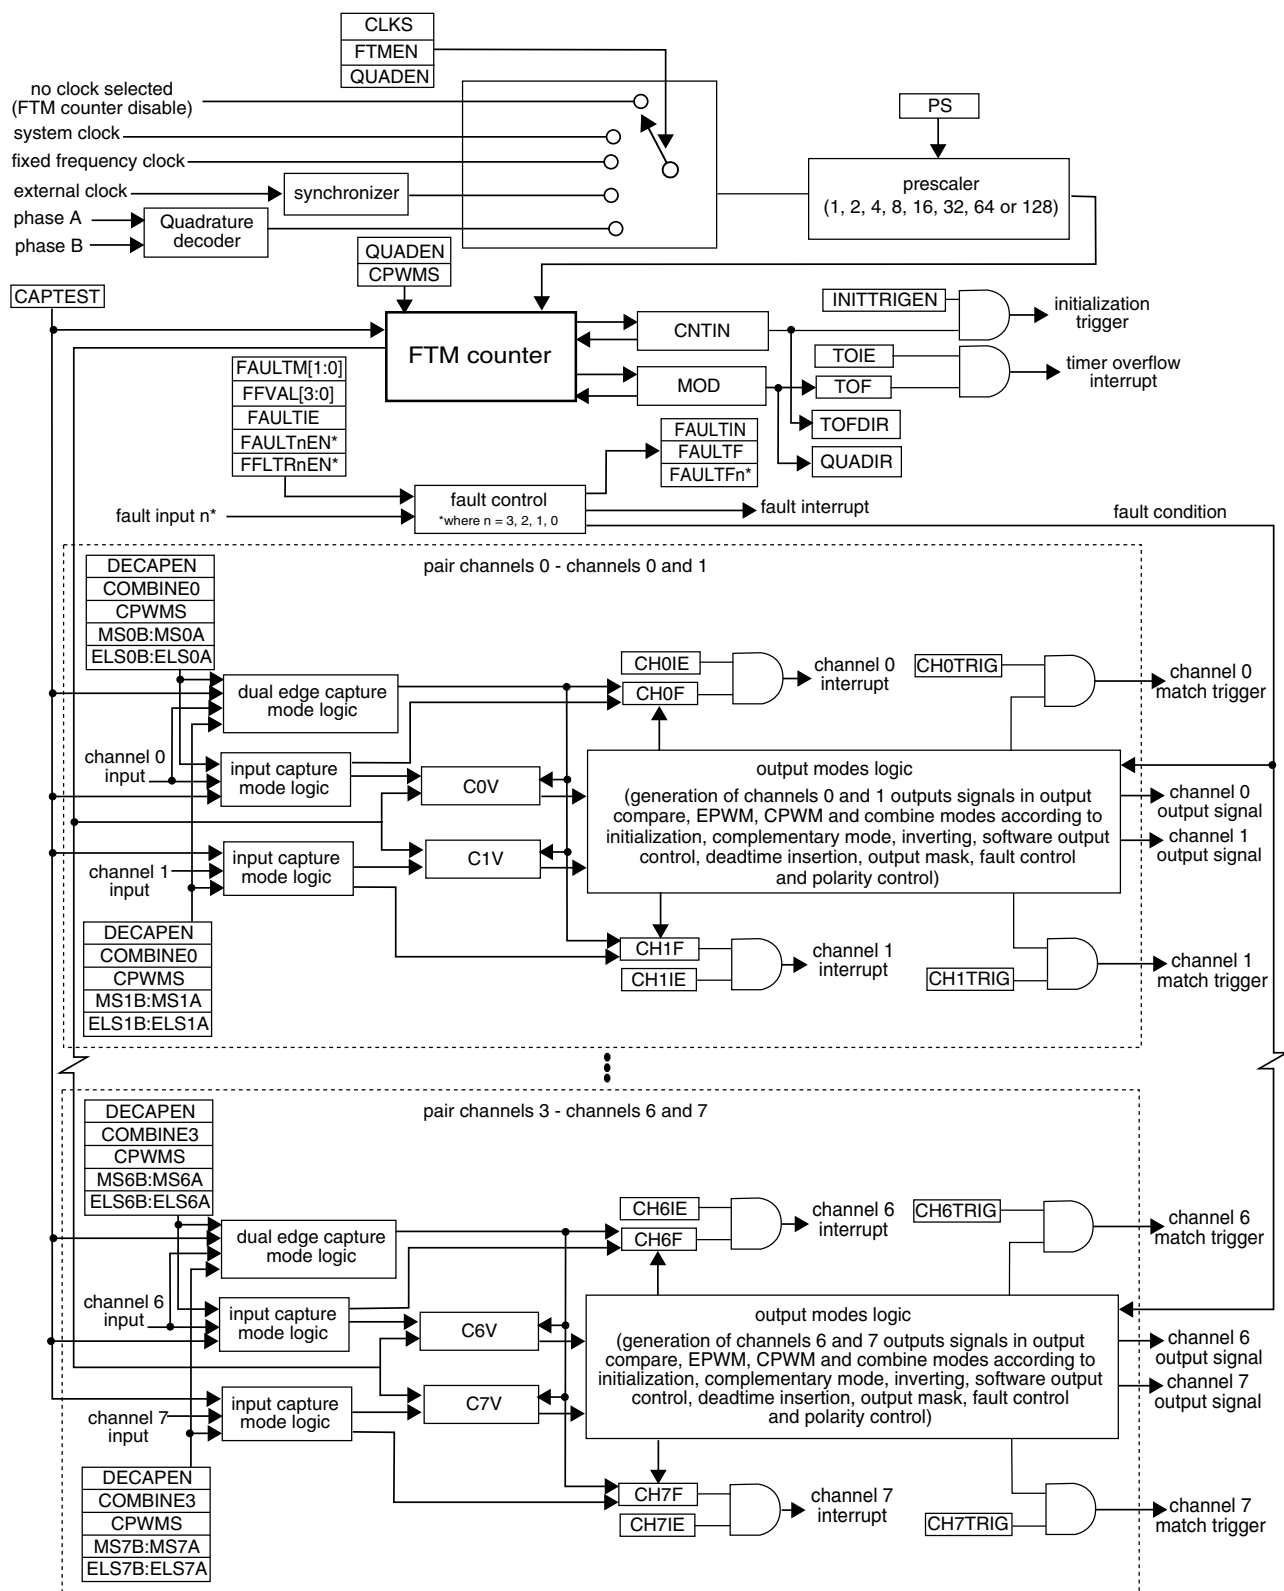 CLKS
FTMEN
QUADEN
no clock selected
(FTM counter disable)
system clock
fixed frequency clock
external clock
synchronizer
phase A
phase B
Quadrature
decoder
PS
prescaler
(1, 2, 4, 8, 16, 32, 64 or 128)
QUADEN
CPWMS
CAPTEST
FTM counter
CNTIN
MOD
INITTRIGEN
initialization
trigger
TOIE
TOF
timer overflow
interrupt
TOFDIR
QUADIR
FAULTM[1:0]
FFVAL[3:0]
FAULTIE
FAULTnEN*
FFLTRnEN*
FAULTIN
FAULTF
FAULTFn*
fault input n*
fault control
*where n = 3, 2, 1, 0
fault interrupt
fault condition
pair channels 0 - channels 0 and 1
DECAPEN
COMBINE0
CPWMS
MS0B:MS0A
ELS0B:ELS0A
dual edge capture
mode logic
CH0IE
CH0F
channel 0
interrupt
CH0TRIG
channel 0
match trigger
channel 0
input
input capture
mode logic
C0V
output modes logic
(generation of channels 0 and 1 outputs signals in output
compare, EPWM, CPWM and combine modes according to
initialization, complementary mode, inverting, software output
control, deadtime insertion, output mask, fault control
and polarity control)
channel 0
output signal
channel 1
output signal
channel 1
input
input capture
mode logic
C1V
DECAPEN
COMBINE0
CPWMS
MS1B:MS1A
ELS1B:ELS1A
CH1F
CH1IE
channel 1
interrupt
CH1TRIG
channel 1
match trigger
pair channels 3 - channels 6 and 7
DECAPEN
COMBINE3
CPWMS
MS6B:MS6A
ELS6B:ELS6A
dual edge capture
mode logic
CH6IE
CH6F
channel 6
interrupt
CH6TRIG
channel 6
match trigger
channel 6
input
input capture
mode logic
C6V
output modes logic
(generation of channels 6 and 7 outputs signals in output
compare, EPWM, CPWM and combine modes according to
initialization, complementary mode, inverting, software output
control, deadtime insertion, output mask, fault control
and polarity control)
channel 6
output signal
channel 7
output signal
channel 7
input
input capture
mode logic
C7V
DECAPEN
COMBINE3
CPWMS
MS7B:MS7A
ELS7B:ELS7A
CH7F
CH7IE
channel 7
interrupt
CH7TRIG
channel 7
match trigger